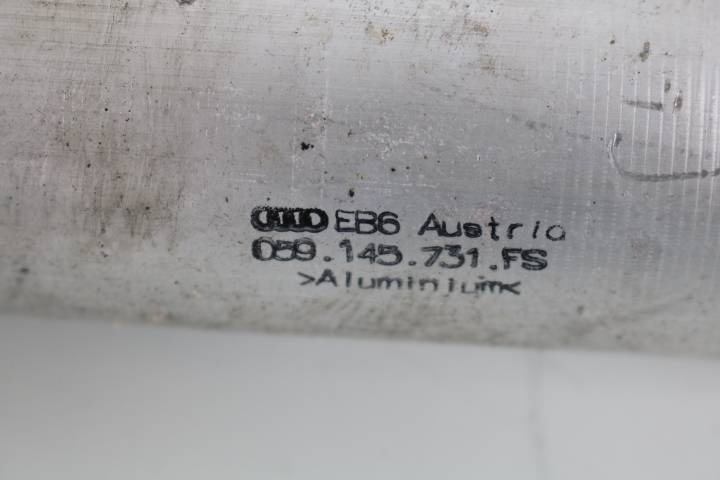 EB6 Austria
059.145.731.FS
>Aluminium<